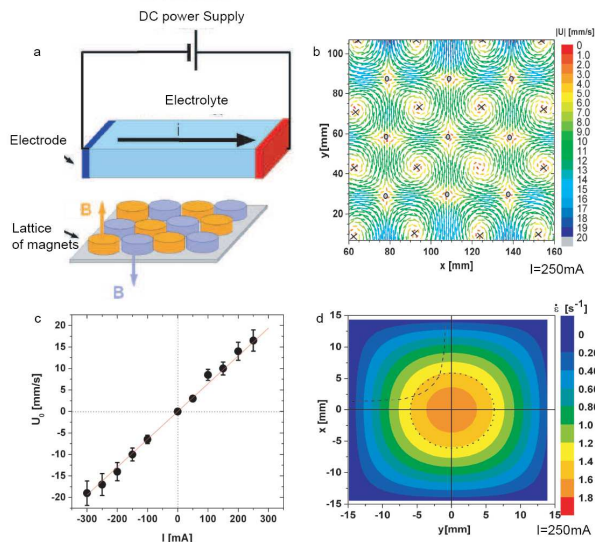 DC power Supply
a
Electrolyte
i
Electrode
B
Lattice
of magnets
B
b
|U| [mm/s]
0
1.0
2.0
3.0
4.0
5.0
6.0
7.0
8.0
9.0
10
11
12
13
14
15
16
17
18
19
20
y[mm]
100
80
60
40
20
60 80 100 120 140 160
x [mm]
I=250mA
c
U0 [mm/s]
20
15
10
5
0
-5
-10
-15
-20
-300 -200 -100 0 100 200 300
I [mA]
d
ε̇ [s-1]
0
0.20
0.40
0.60
0.80
1.0
1.2
1.4
1.6
1.8
x [mm]
15
10
5
0
-5
-10
-15
-15 -10 -5 0 5 10 15
y[mm]
I=250mA